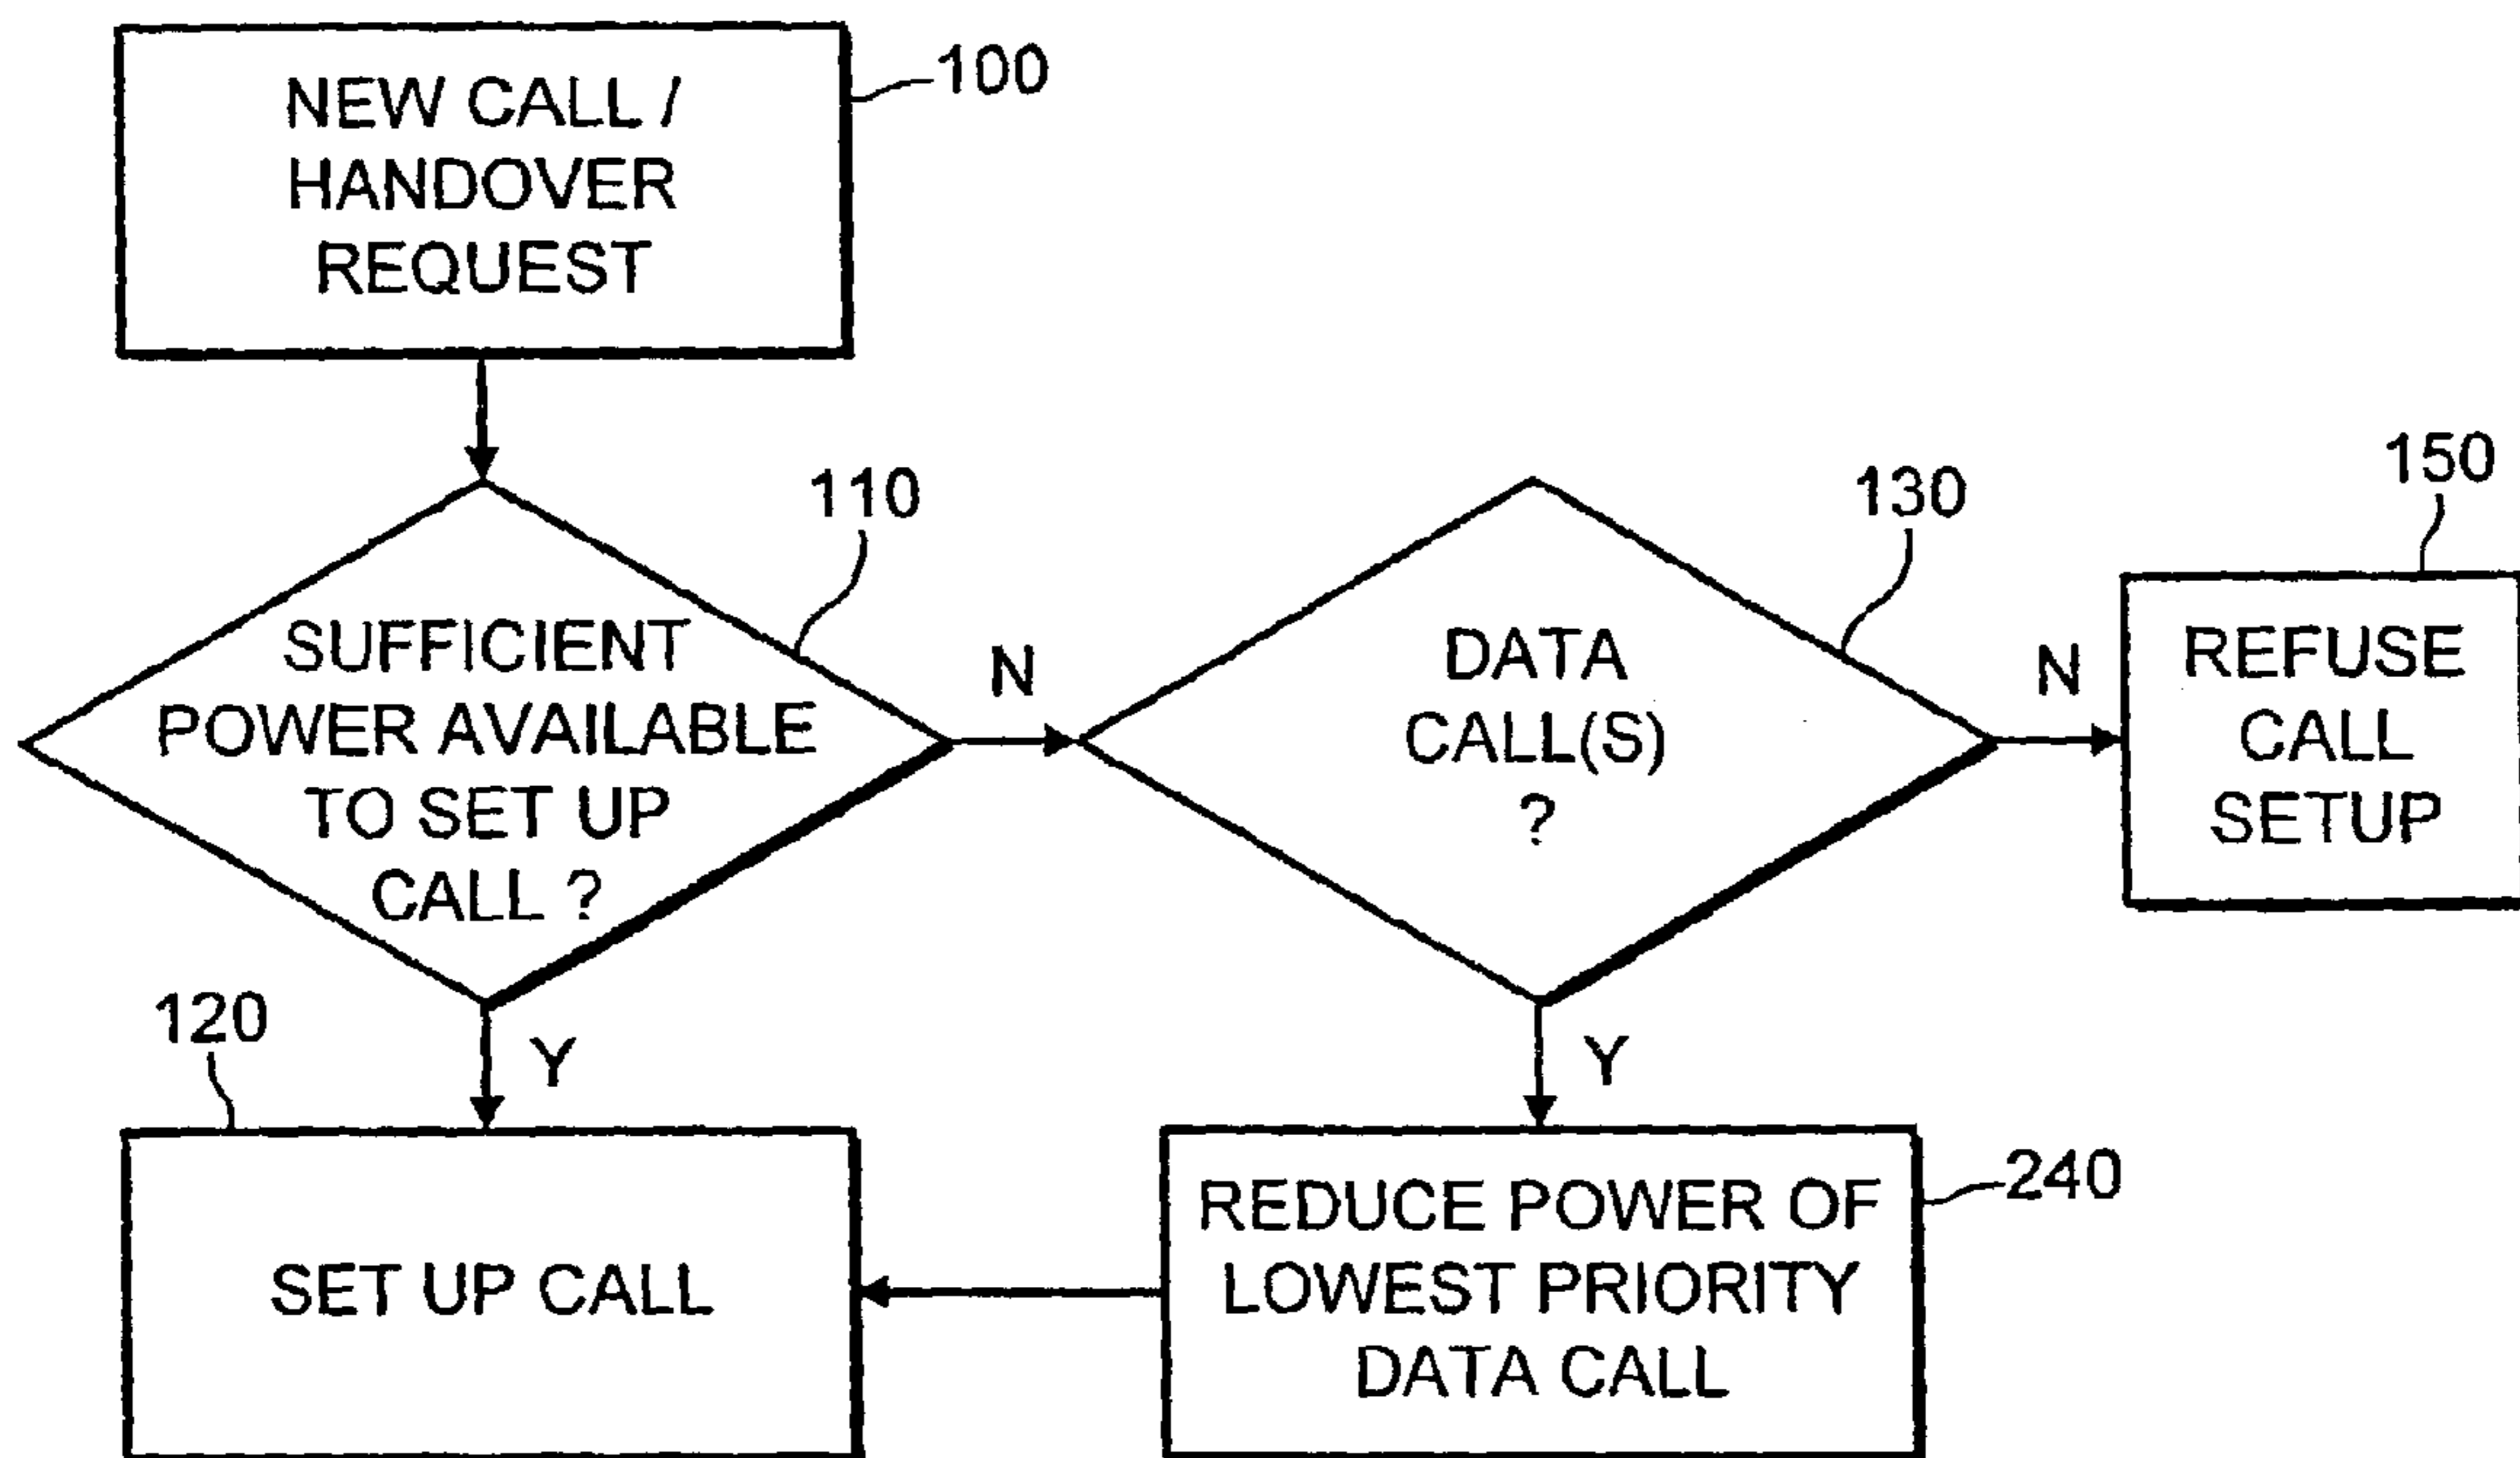 NEW CALL /
HANDOVER
REQUEST
100
SUFFICIENT
POWER AVAILABLE
TO SET UP
CALL ?
110
N
Y
DATA
CALL(S)
?
130
N
Y
REFUSE
CALL
SETUP
150
SET UP CALL
120
REDUCE POWER OF
LOWEST PRIORITY
DATA CALL
240